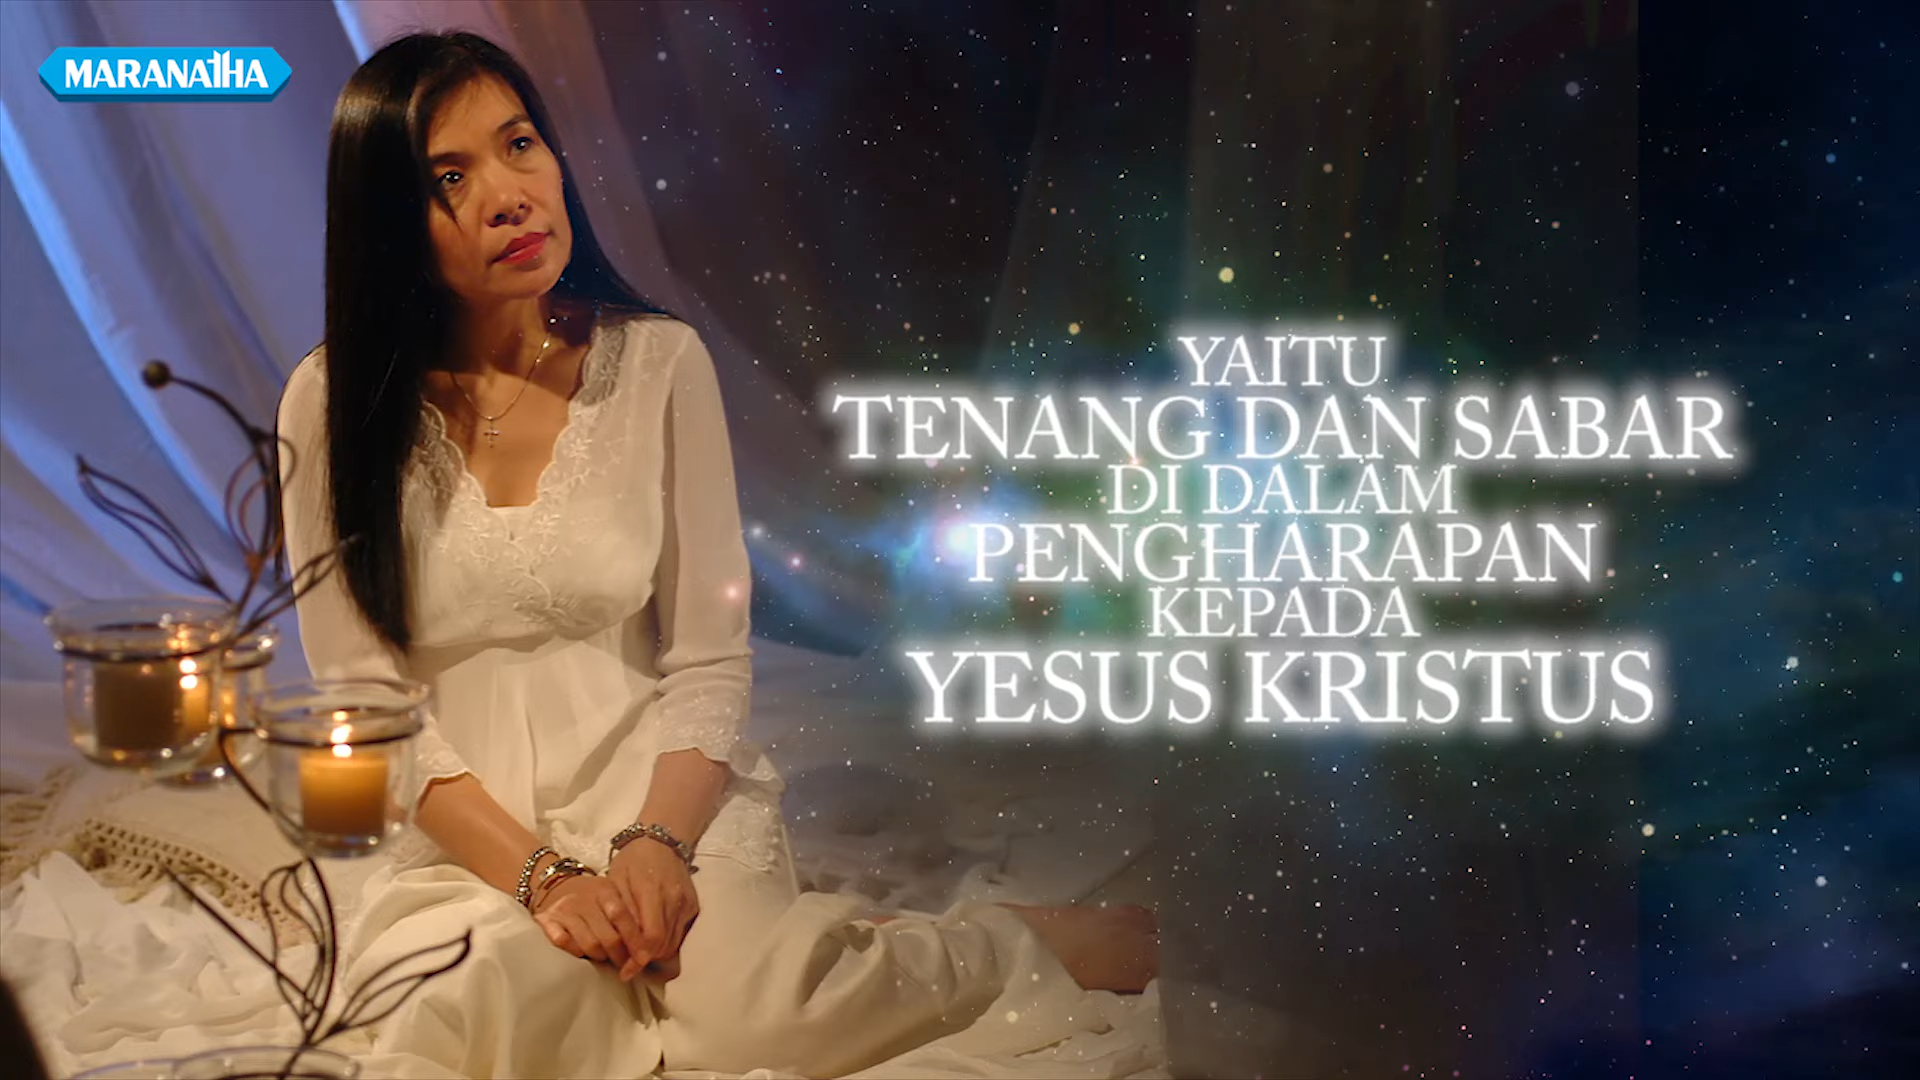 MARANATHA
YAITU
TENANG DAN SABAR
DI DALAM
PENGHARAPAN
KEPADA
YESUS KRISTUS